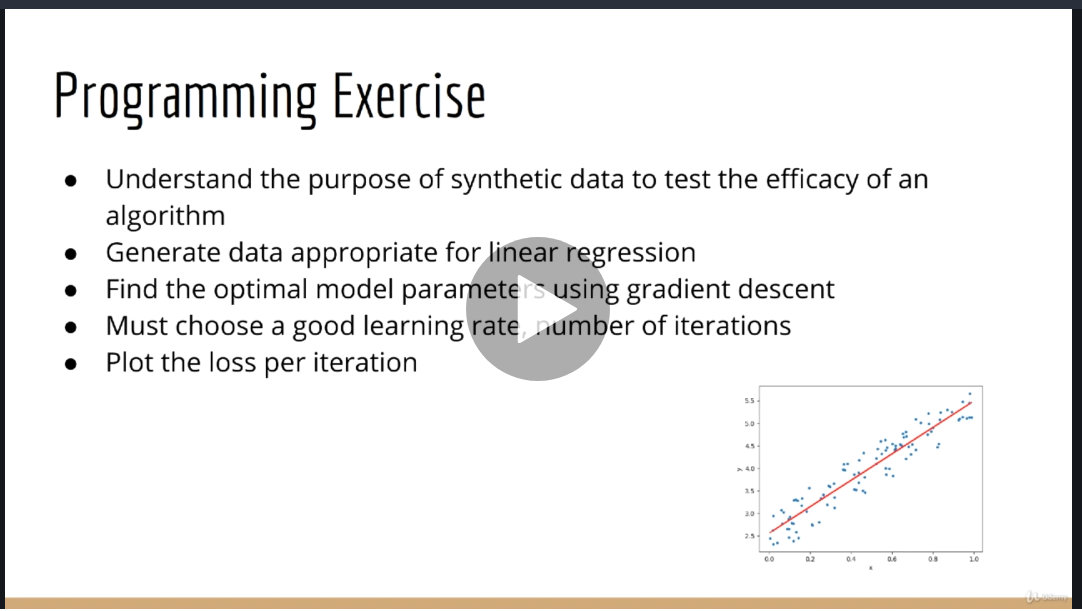 Programming Exercise
● Understand the purpose of synthetic data to test the efficacy of an
algorithm
● Generate data appropriate for linear regression
● Find the optimal model parameters using gradient descent
● Must choose a good learning rate, number of iterations
● Plot the loss per iteration
5.5
5.0
4.5
4.0
3.5
3.0
2.5
y
0.0 0.2 0.4 0.6 0.8 1.0
x
Udemy